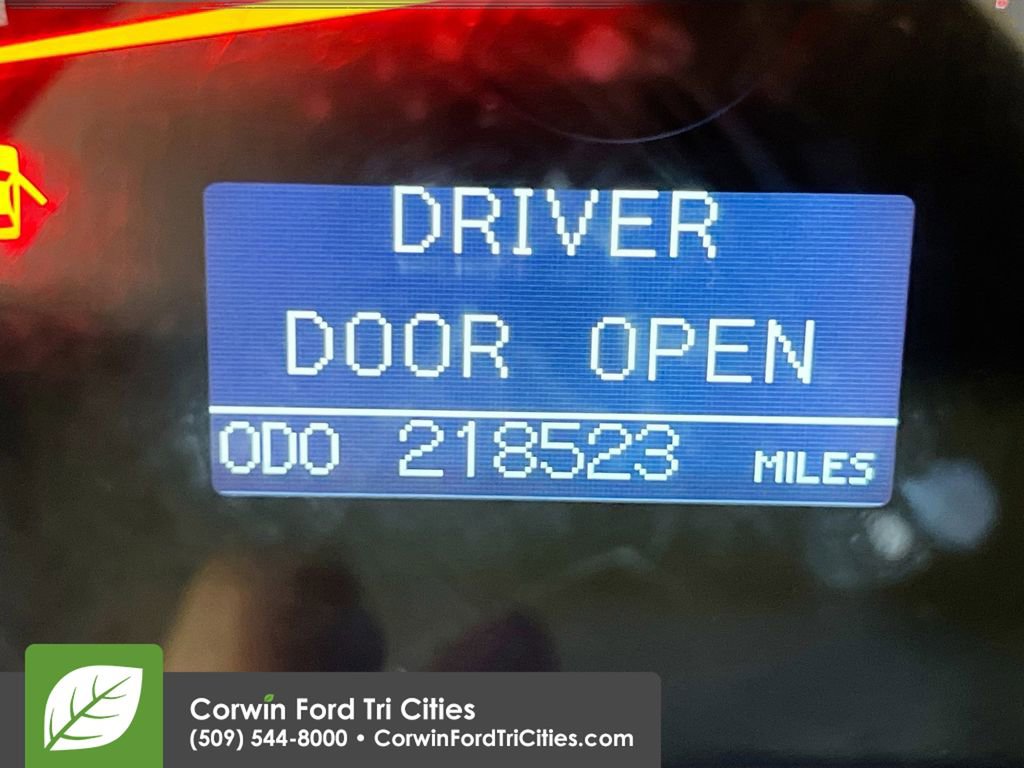 DRIVER
DOOR OPEN
ODO 218523 MILES
Corwin Ford Tri Cities
(509) 544-8000 • CorwinFordTriCities.com